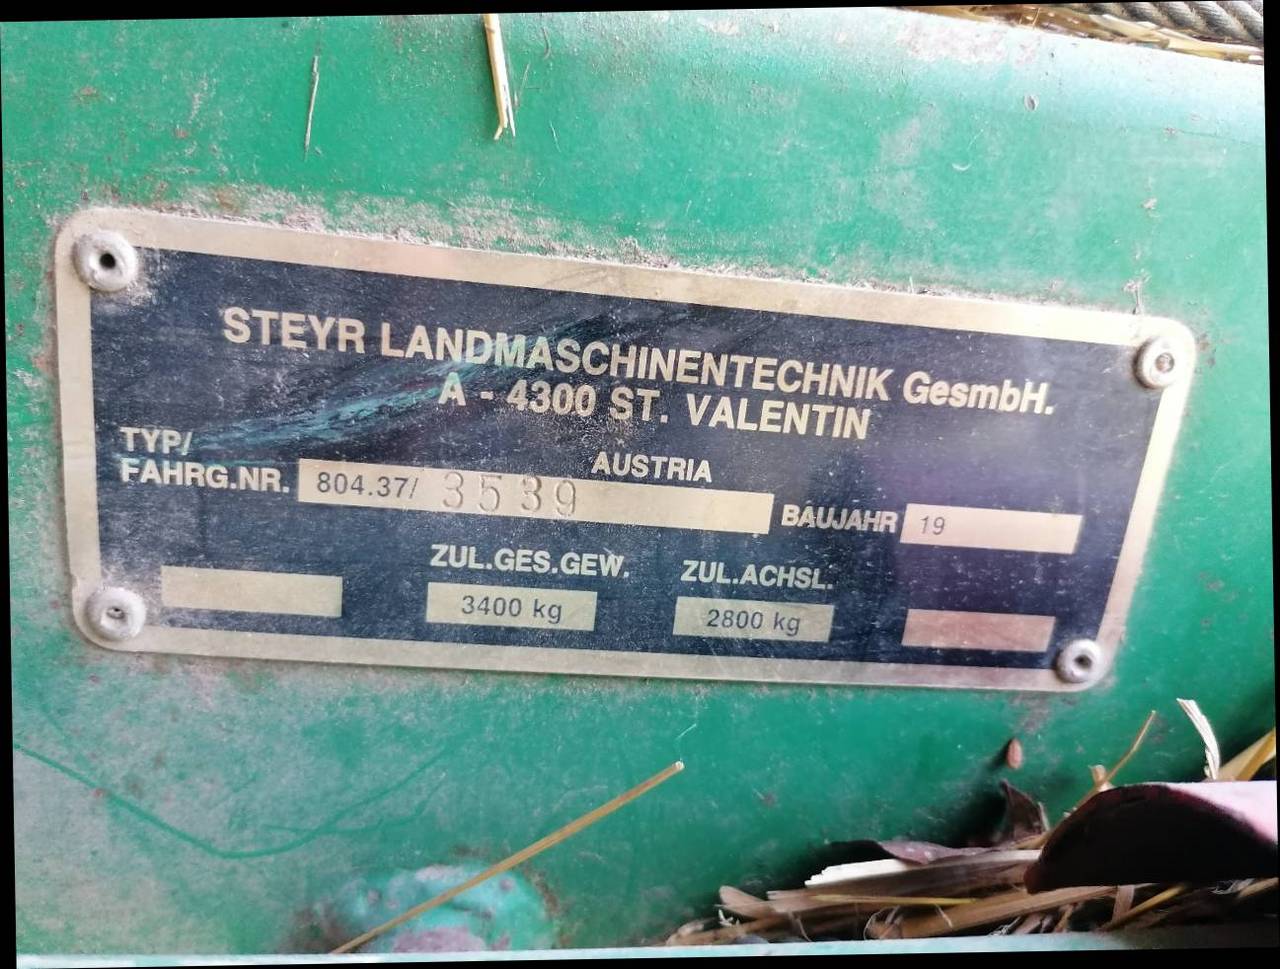 STEYR LANDMASCHINENTECHNIK GesmbH.
A - 4300 ST. VALENTIN
AUSTRIA
TYP/
FAHRG.NR. 804.37/ 3539
BAUJAHR 19
ZUL.GES.GEW. ZUL.ACHSL.
3400 kg 2800 kg